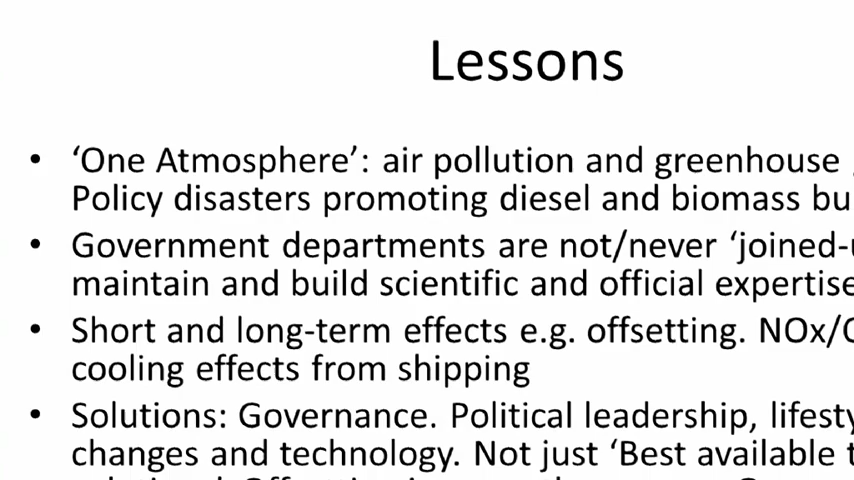 Lessons
• ‘One Atmosphere’: air pollution and greenhouse
Policy disasters promoting diesel and biomass bu
• Government departments are not/never ‘joined-u
maintain and build scientific and official expertise
• Short and long-term effects e.g. offsetting. NOx/
cooling effects from shipping
• Solutions: Governance. Political leadership, lifesty
changes and technology. Not just ‘Best available t